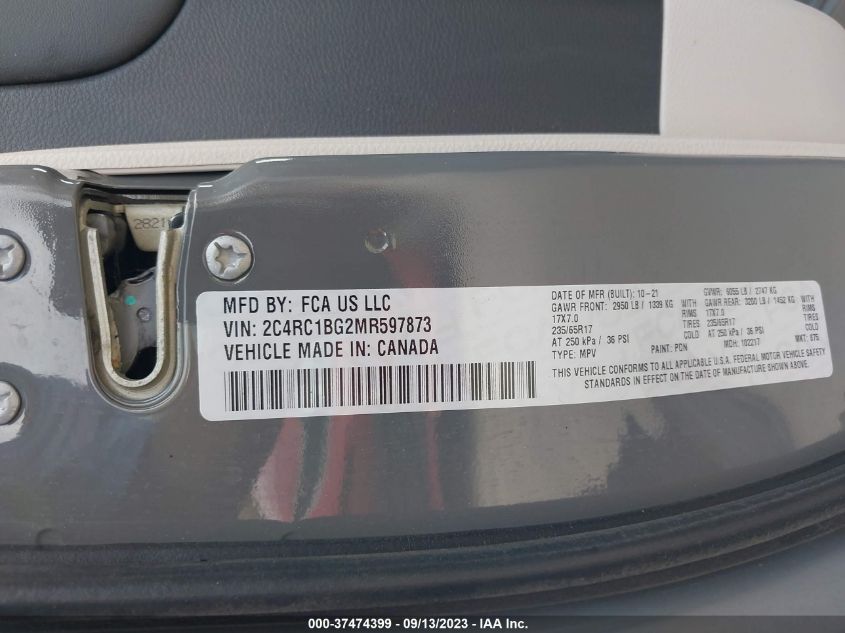 2821
MFD BY: FCA US LLC
VIN: 2C4RC1BG2MR597873
VEHICLE MADE IN: CANADA
DATE OF MFR (BUILT): 10-21 GVWR: 6055 LB / 2747 KG
GAWR FRONT: 2950 LB / 1339 KG WITH GAWR REAR: 3200 LB / 1452 KG WITH
17X7.0 RIMS 17X7.0 RIMS
235/65R17 TIRES 235/65R17 TIRES
AT 250 kPa / 36 PSI COLD AT 250 kPa / 36 PSI COLD
TYPE: MPV PAINT: PDN MDH: 102217 MKT: 075
THIS VEHICLE CONFORMS TO ALL APPLICABLE U.S.A. FEDERAL MOTOR VEHICLE SAFETY
STANDARDS IN EFFECT ON THE DATE OF MANUFACTURE SHOWN ABOVE.
000-37474399 - 09/13/2023 - IAA Inc.